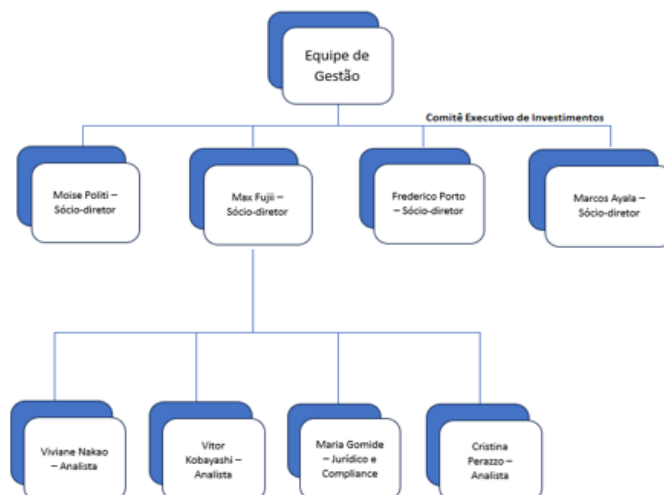 Equipe de
Gestão
Comitê Executivo de Investimentos
Moise Politi –
Sócio-diretor
Max Fujii –
Sócio-diretor
Frederico Porto
– Sócio-diretor
Marcos Ayala –
Sócio-diretor
Viviane Nakao
– Analista
Vitor
Kobayashi –
Analista
Maria Gomide
– Jurídico e
Compliance
Cristina
Perazzo –
Analista